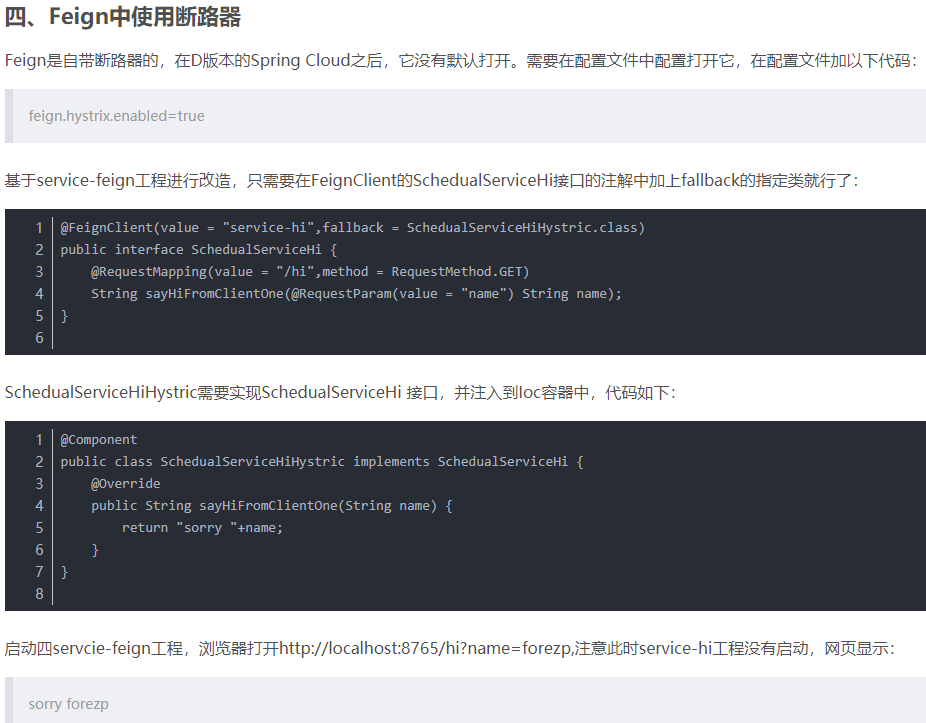 四、Feign中使用断路器
Feign是自带断路器的，在D版本的Spring Cloud之后，它没有默认打开。需要在配置文件中配置打开它，在配置文件加以下代码：
feign.hystrix.enabled=true
基于service-feign工程进行改造，只需要在FeignClient的SchedualServiceHi接口的注解中加上fallback的指定类就行了：
1 @FeignClient(value = "service-hi",fallback = SchedualServiceHiHystric.class)
2 public interface SchedualServiceHi {
3     @RequestMapping(value = "/hi",method = RequestMethod.GET)
4     String sayHiFromClientOne(@RequestParam(value = "name") String name);
5 }
6
SchedualServiceHiHystric需要实现SchedualServiceHi 接口，并注入到Ioc容器中，代码如下：
1 @Component
2 public class SchedualServiceHiHystric implements SchedualServiceHi {
3     @Override
4     public String sayHiFromClientOne(String name) {
5         return "sorry "+name;
6     }
7 }
8
启动四servcie-feign工程，浏览器打开http://localhost:8765/hi?name=forezp,注意此时service-hi工程没有启动，网页显示：
sorry forezp